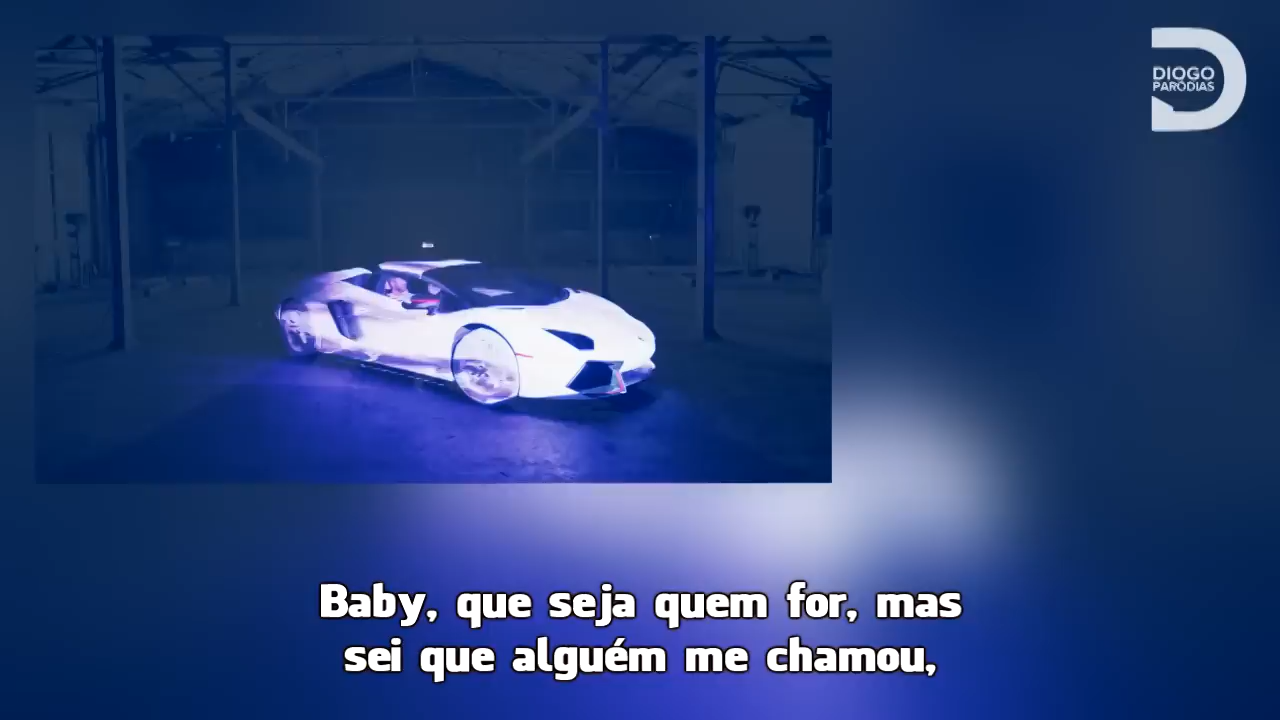 DIOGO
PARÓDIAS
Baby, que seja quem for, mas
sei que alguém me chamou,